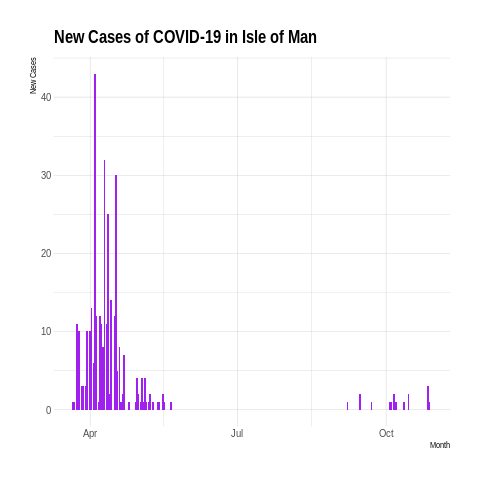 New Cases of COVID-19 in Isle of Man
New Cases
40
30
20
10
0
Apr
Jul
Oct
Month